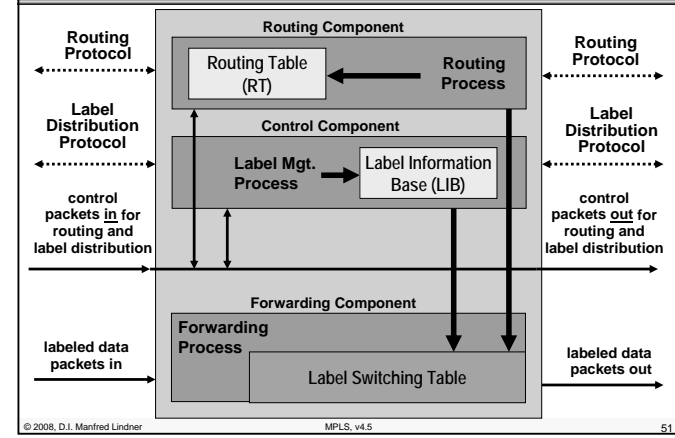 Routing Component
Routing
Protocol
Routing Table
(RT)
Routing
Process
Routing
Protocol
Label
Distribution
Protocol
Control Component
Label Mgt.
Process
Label Information
Base (LIB)
Label
Distribution
Protocol
control
packets in for
routing and
label distribution
control
packets out for
routing and
label distribution
Forwarding Component
Forwarding
Process
labeled data
packets in
Label Switching Table
labeled data
packets out
© 2008, D.I. Manfred Lindner
MPLS, v4.5
51